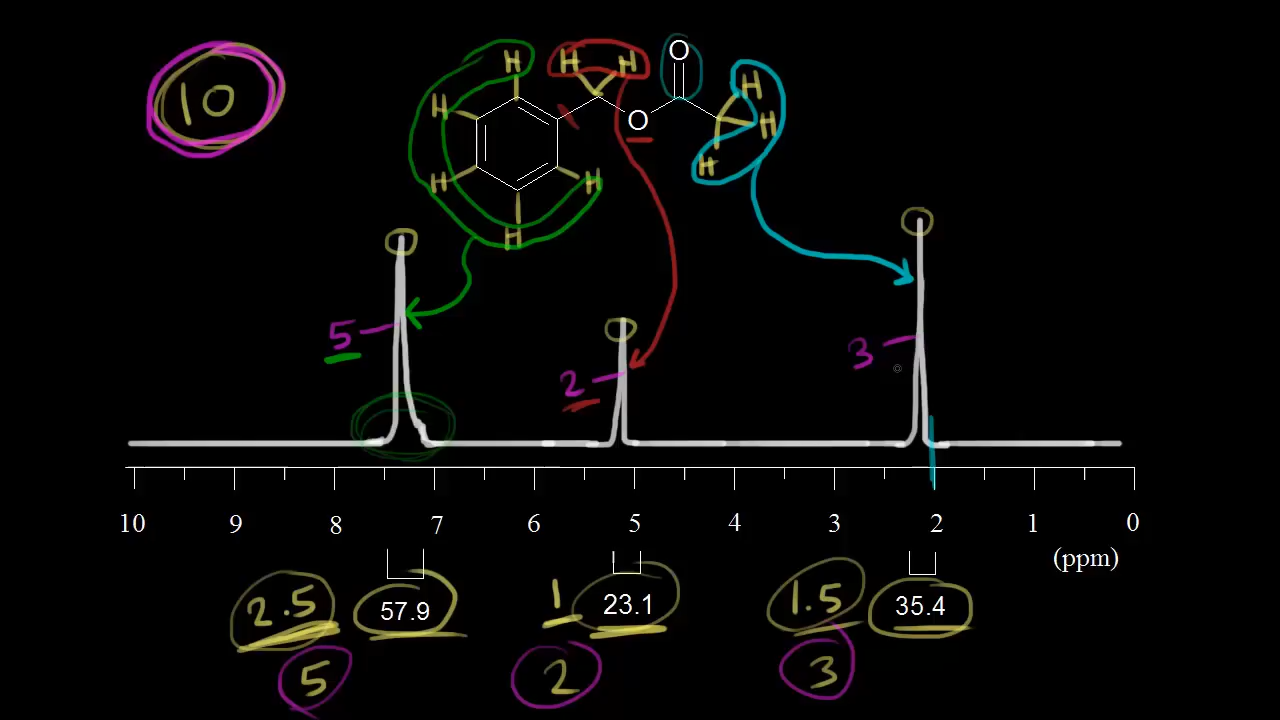 10
H H H O
H O H H
H H H
H
5 2 3
10 9 8 7 6 5 4 3 2 1 0
(ppm)
2.5 57.9 1 23.1 1.5 35.4
5 2 3